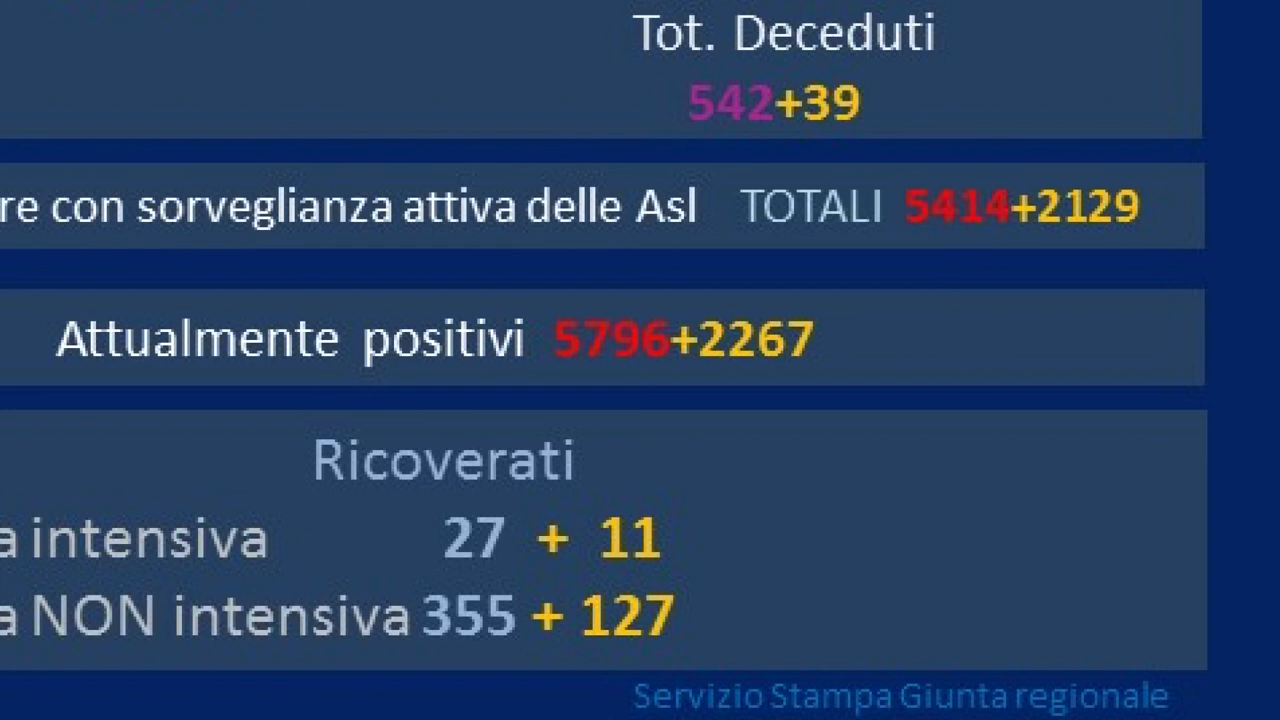 Tot. Deceduti
542+39
re con sorveglianza attiva delle Asl TOTALI 5414+2129
Attualmente positivi 5796+2267
Ricoverati
a intensiva 27 + 11
a NON intensiva 355 + 127
Servizio Stampa Giunta regionale